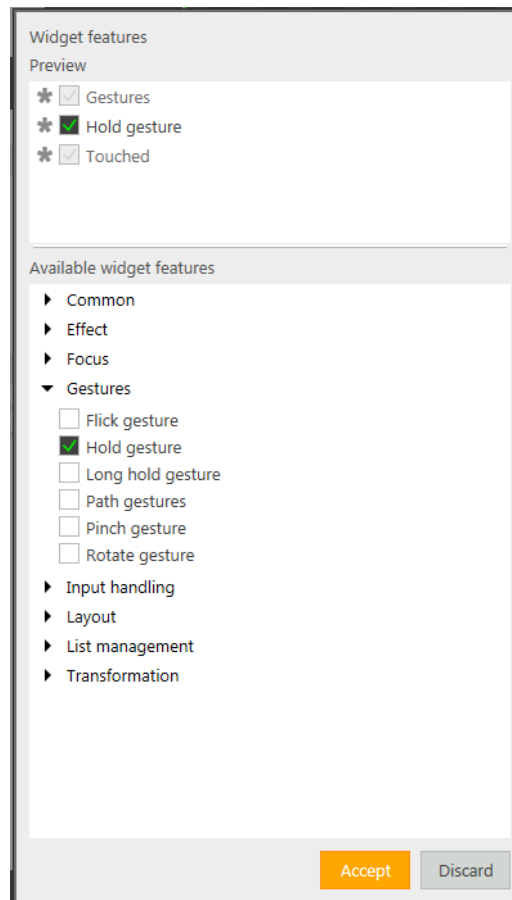 Widget features
Preview
Gestures
Hold gesture
Touched
Available widget features
Common
Effect
Focus
Gestures
Flick gesture
Hold gesture
Long hold gesture
Path gestures
Pinch gesture
Rotate gesture
Input handling
Layout
List management
Transformation
Accept Discard